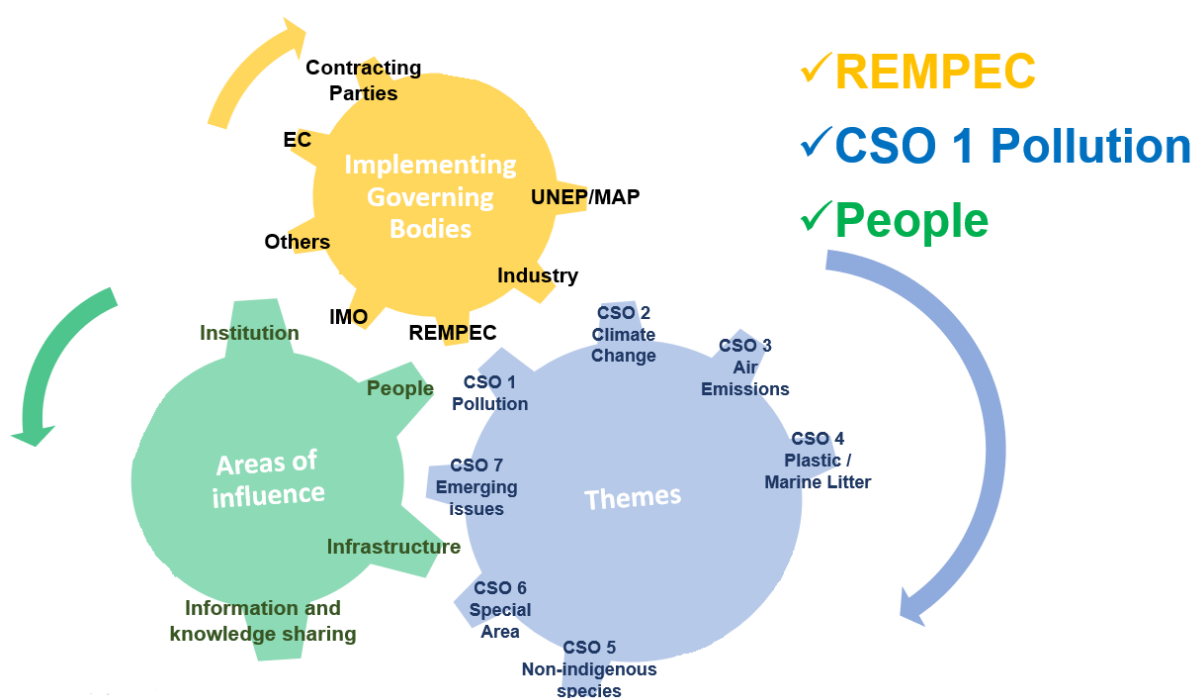 Contracting
Parties
EC
Implementing
Governing
Bodies
UNEP/MAP
Others
Industry
IMO
REMPEC
✓REMPEC
✓CSO 1 Pollution
✓People
Institution
People
Areas of
influence
Infrastructure
Information and
knowledge sharing
CSO 1
Pollution
CSO 2
Climate
Change
CSO 3
Air
Emissions
CSO 4
Plastic /
Marine Litter
CSO 7
Emerging
issues
Themes
CSO 6
Special
Area
CSO 5
Non-indigenous
species